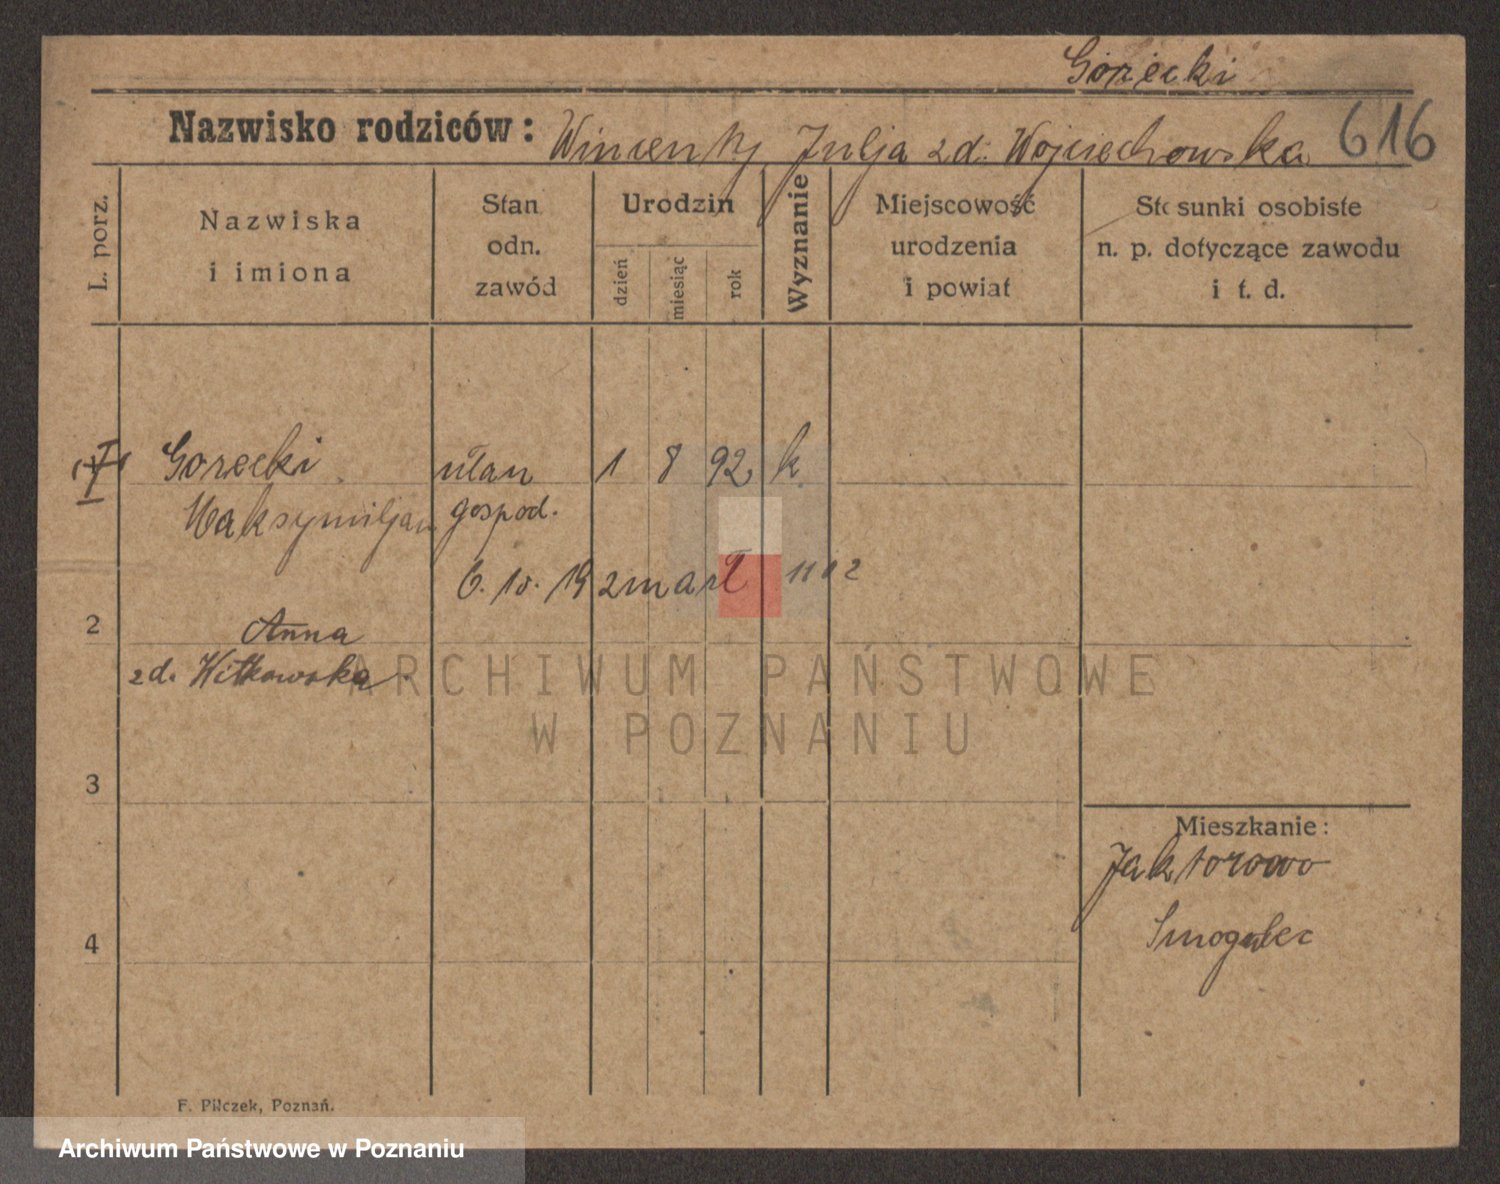 Gorecki
Nazwisko rodziców: Wincenty, Julja zd. Wojciechowska 616
L. porz.
Nazwiska
i imiona
Stan
odn.
zawód
Urodzin
dzień
miesiąc
rok
Wyznanie
Miejscowość
urodzenia
i powiat
Stosunki osobiste
n. p. dotyczące zawodu
i t. d.
Gorecki ułan 1 8 92 k.
Maksymiljan gospod.
6. 10. 19 zmarł
2 Anna
zd. Witkowska
ARCHIWUM PAŃSTWOWE
W POZNANIU
3
Mieszkanie:
Jaktorowo
4 Smogulec
F. Pilczek, Poznań.
Archiwum Państwowe w Poznaniu